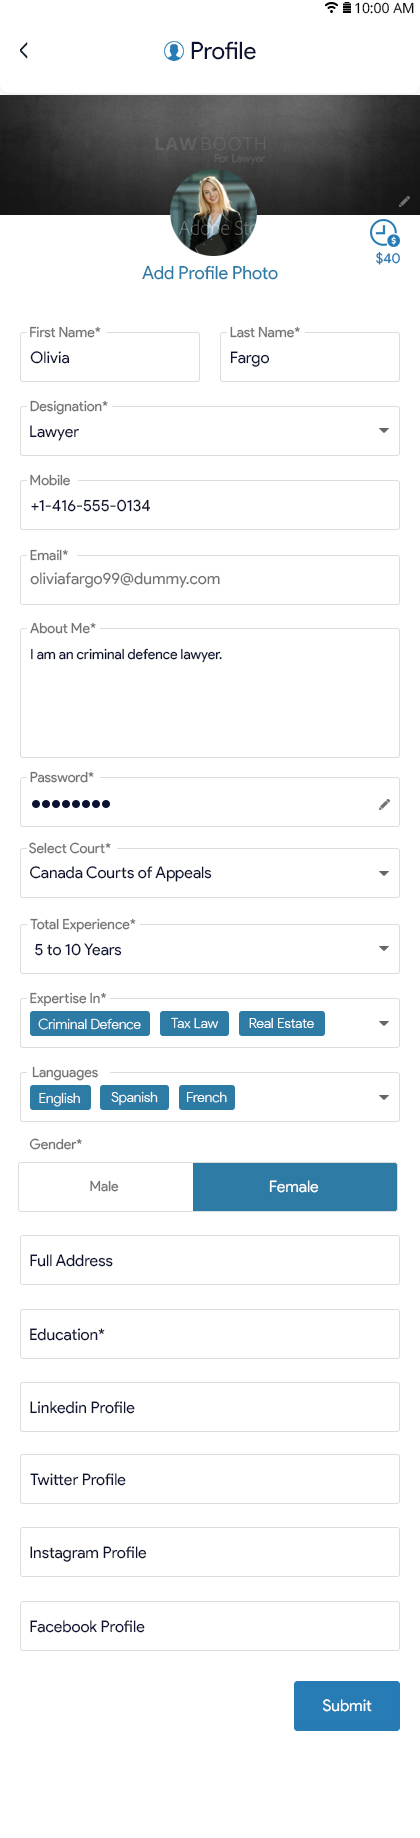 10:00 AM
Profile
LAWBOOTH
For Lawyer
Adobe Sto
$
$40
Add Profile Photo
First Name* Last Name*
Olivia Fargo
Designation*
Lawyer
Mobile
+1-416-555-0134
Email*
oliviafargo99@dummy.com
About Me*
I am an criminal defence lawyer.
Password*
Select Court*
Canada Courts of Appeals
Total Experience*
5 to 10 Years
Expertise In*
Criminal Defence Tax Law Real Estate
Languages
English Spanish French
Gender*
Male Female
Full Address
Education*
Linkedin Profile
Twitter Profile
Instagram Profile
Facebook Profile
Submit